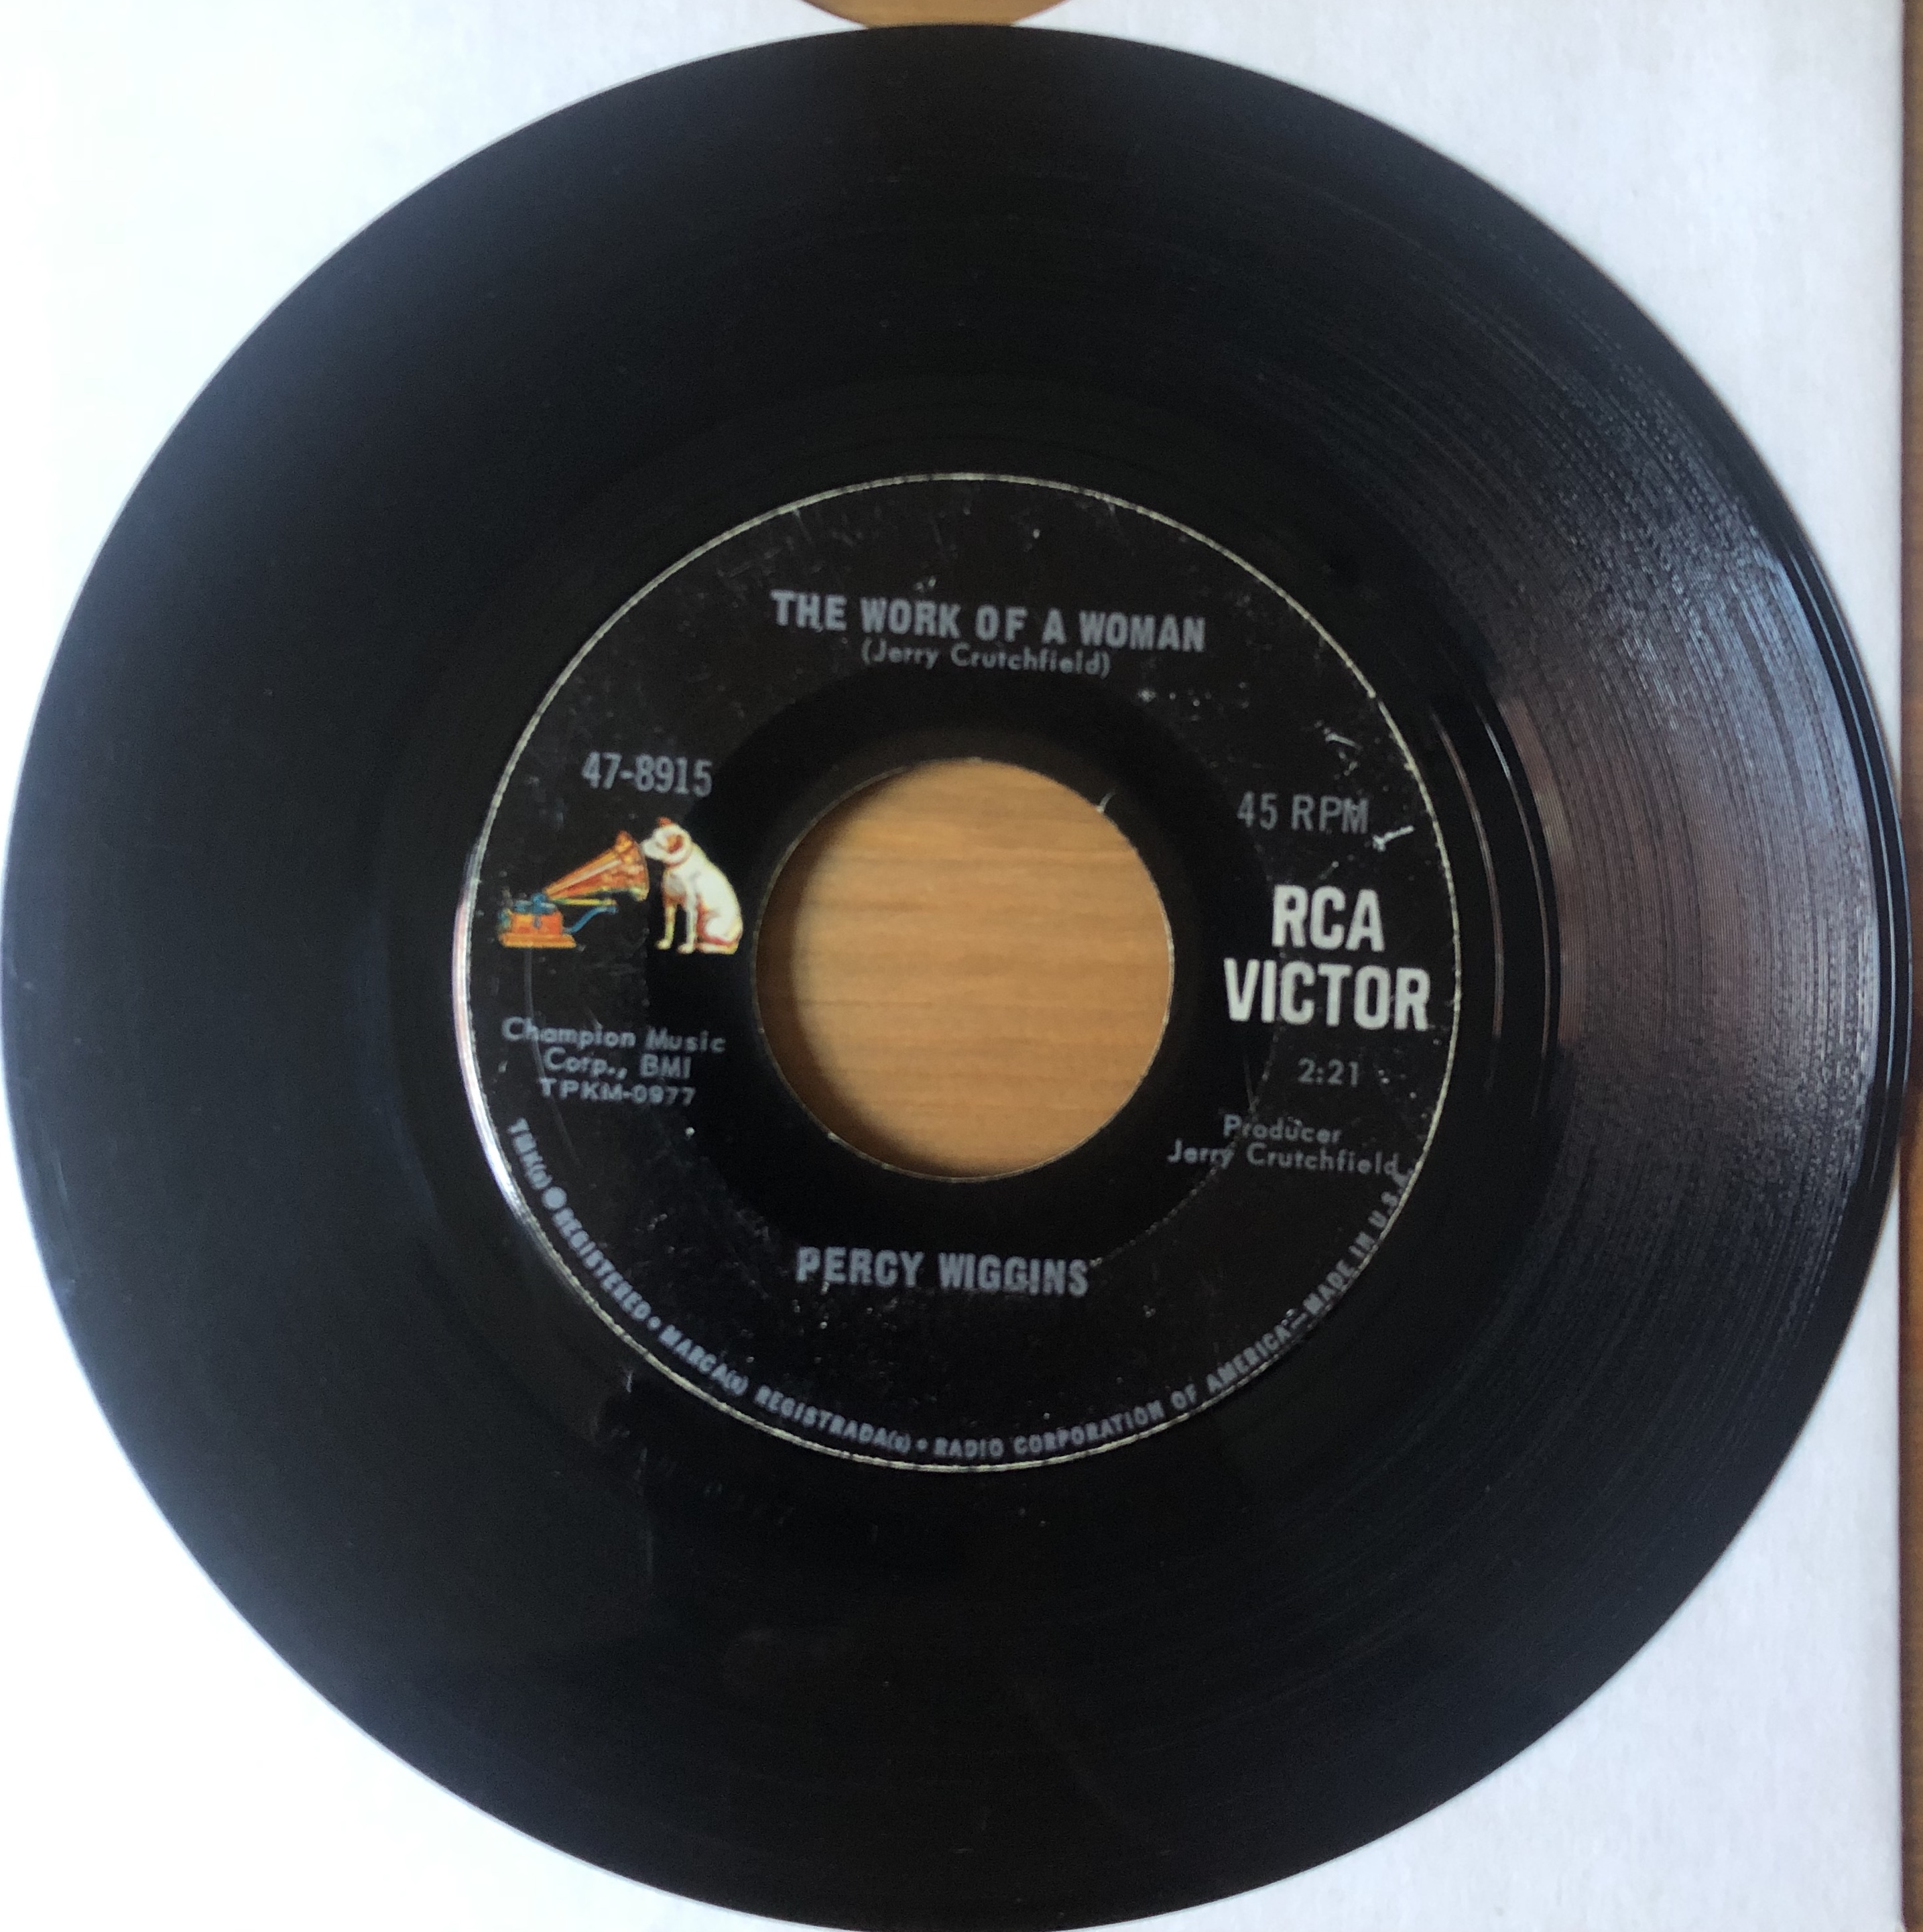 THE WORK OF A WOMAN
(Jerry Crutchfield)
47-8915
45 RPM
RCA
VICTOR
Champion Music
Corp., BMI
TPKM-0977
2:21
Producer
Jerry Crutchfield
PERCY WIGGINS
TMK(s) ® REGISTERED • MARCA(s) REGISTRADA(s) • RADIO CORPORATION OF AMERICA—MADE IN U.S.A.